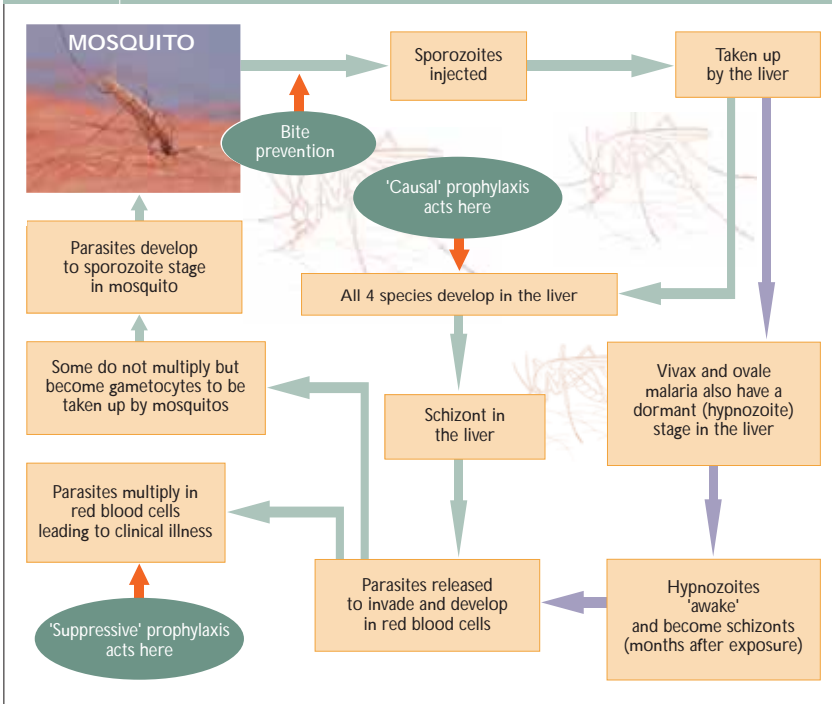 MOSQUITO
Sporozoites
injected
Taken up
by the liver
Bite
prevention
'Causal' prophylaxis
acts here
Parasites develop
to sporozoite stage
in mosquito
All 4 species develop in the liver
Some do not multiply but
become gametocytes to be
taken up by mosquitos
Schizont in
the liver
Vivax and ovale
malaria also have a
dormant (hypnozoite)
stage in the liver
Parasites multiply in
red blood cells
leading to clinical illness
Parasites released
to invade and develop
in red blood cells
Hypnozoites
'awake'
and become schizonts
(months after exposure)
'Suppressive' prophylaxis
acts here